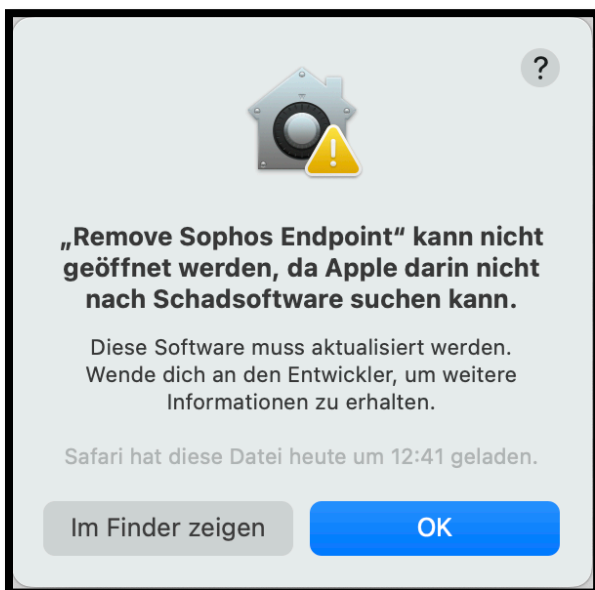 ?
„Remove Sophos Endpoint“ kann nicht
geöffnet werden, da Apple darin nicht
nach Schadsoftware suchen kann.
Diese Software muss aktualisiert werden.
Wende dich an den Entwickler, um weitere
Informationen zu erhalten.
Safari hat diese Datei heute um 12:41 geladen.
Im Finder zeigen
OK